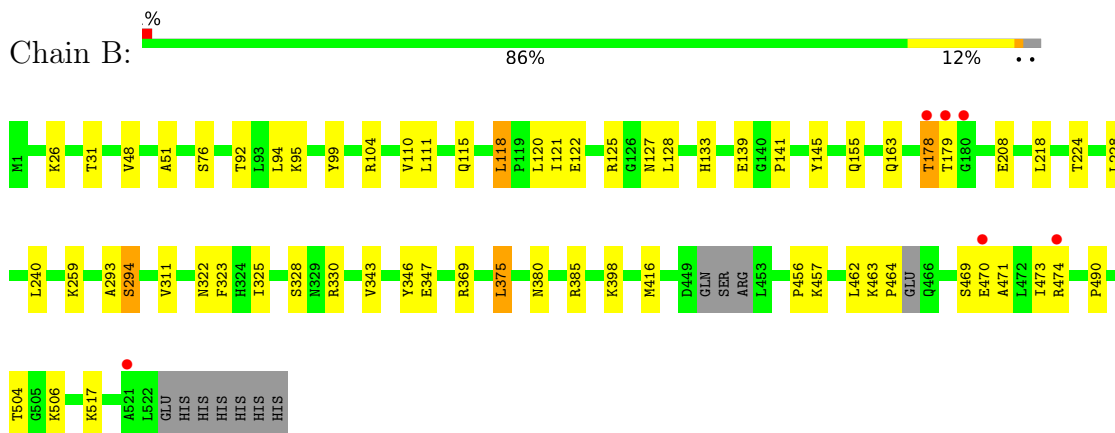 .%
Chain B:
86% 12% • •
M1 K26 T31 V48 A51 S76 T92 L93 L94 K95 Y99 R104 V110 L111 Q115 L118 P119 L120 I121 E122 R125 G126 N127 L128 H133 E139 G140 P141 Y145 Q155 Q163 T178 T179 G180 E208 L218 T224
L240 K259 A293 S294 V311 N322 F323 H324 I325 S328 N329 R330 V343 Y346 E347 R369 L375 N380 R385 K398 M416 D449 GLN SER ARG L453 P456 K457 L462 K463 P464 GLU Q466 S469 E470 A471 L472 I473 R474 P490
T504 G505 K506 K517 A521 L522 GLU HIS HIS HIS HIS HIS HIS